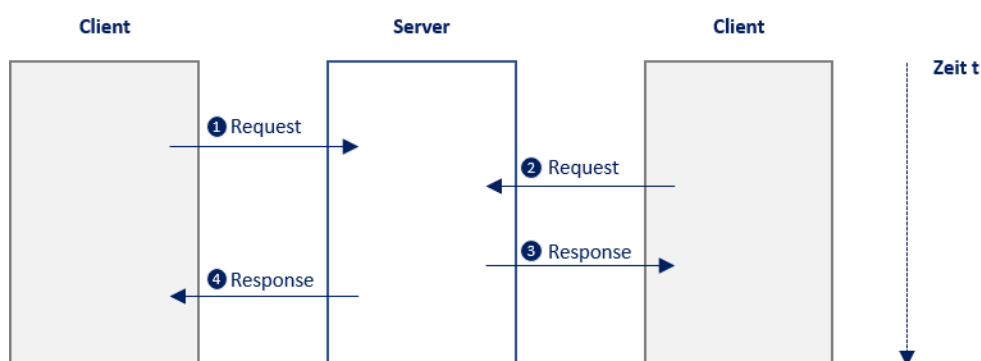 Client
Server
Client
Zeit t
1 Request
2 Request
3 Response
4 Response